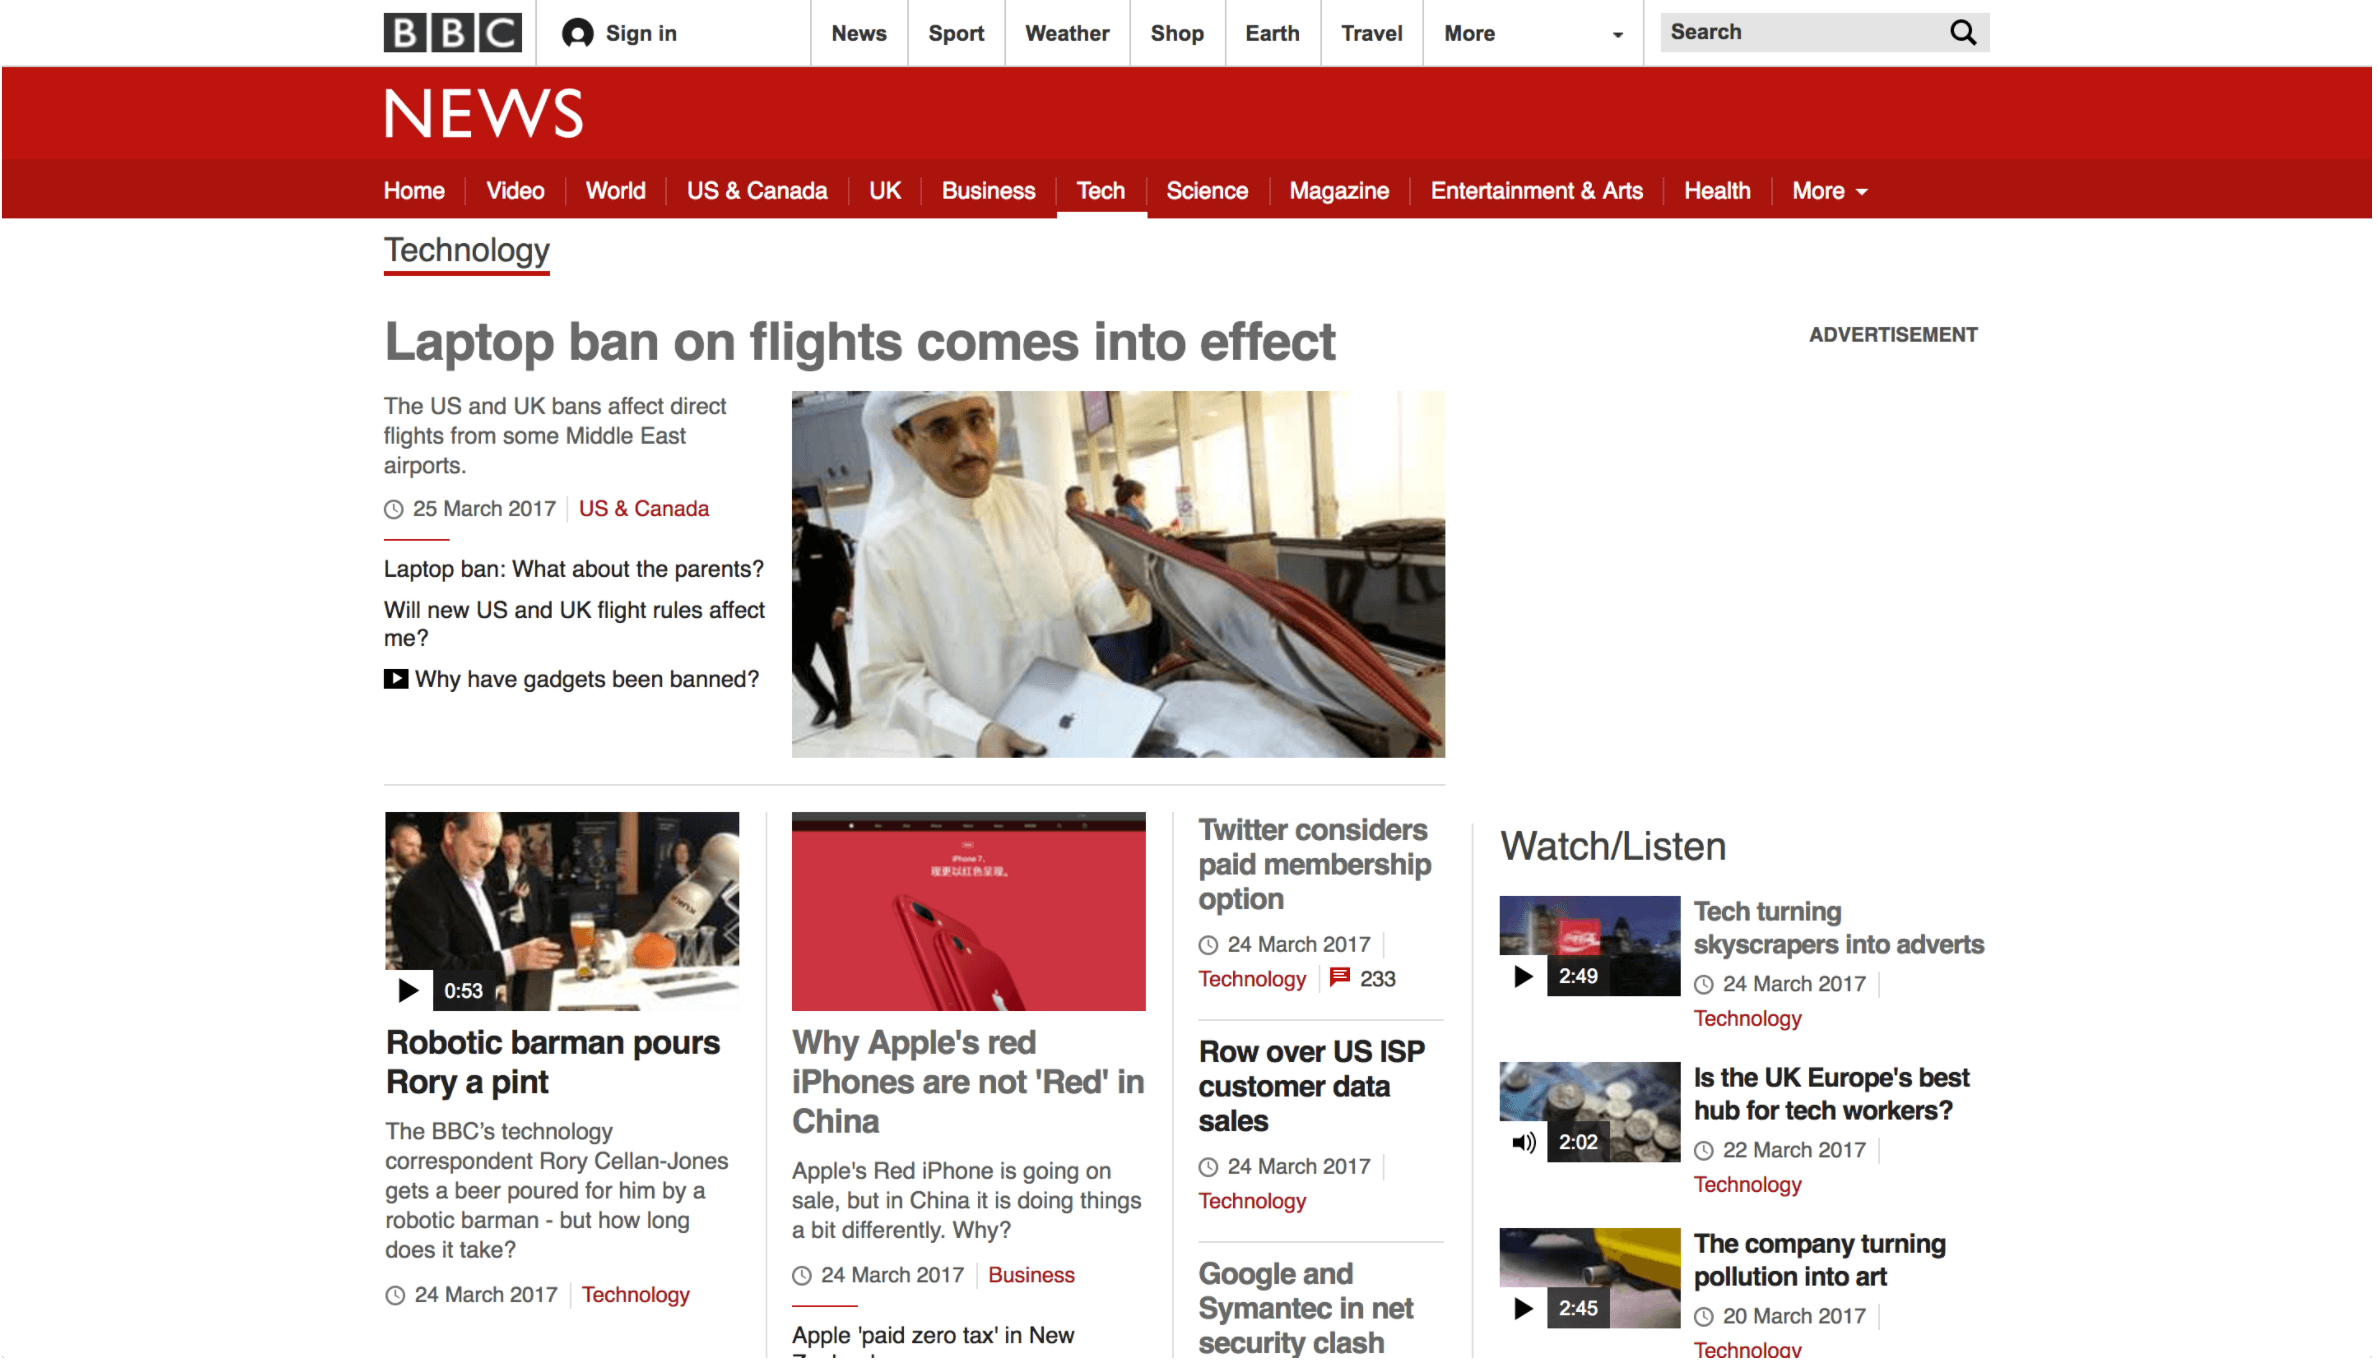 BBC
Sign in
News
Sport
Weather
Shop
Earth
Travel
More
Search
NEWS
Home
Video
World
US & Canada
UK
Business
Tech
Science
Magazine
Entertainment & Arts
Health
More
Technology
Laptop ban on flights comes into effect
ADVERTISEMENT
The US and UK bans affect direct
flights from some Middle East
airports.
25 March 2017
US & Canada
Laptop ban: What about the parents?
Will new US and UK flight rules affect
me?
Why have gadgets been banned?
KUKA
0:53
Robotic barman pours
Rory a pint
The BBC’s technology
correspondent Rory Cellan-Jones
gets a beer poured for him by a
robotic barman - but how long
does it take?
24 March 2017
Technology
iPhone 7,
现更以红色呈现。
Why Apple's red
iPhones are not 'Red' in
China
Apple's Red iPhone is going on
sale, but in China it is doing things
a bit differently. Why?
24 March 2017
Business
Apple 'paid zero tax' in New
Twitter considers
paid membership
option
24 March 2017
Technology
233
Row over US ISP
customer data
sales
24 March 2017
Technology
Google and
Symantec in net
security clash
Watch/Listen
2:49
Tech turning
skyscrapers into adverts
24 March 2017
Technology
2:02
Is the UK Europe's best
hub for tech workers?
22 March 2017
Technology
2:45
The company turning
pollution into art
20 March 2017
Technology